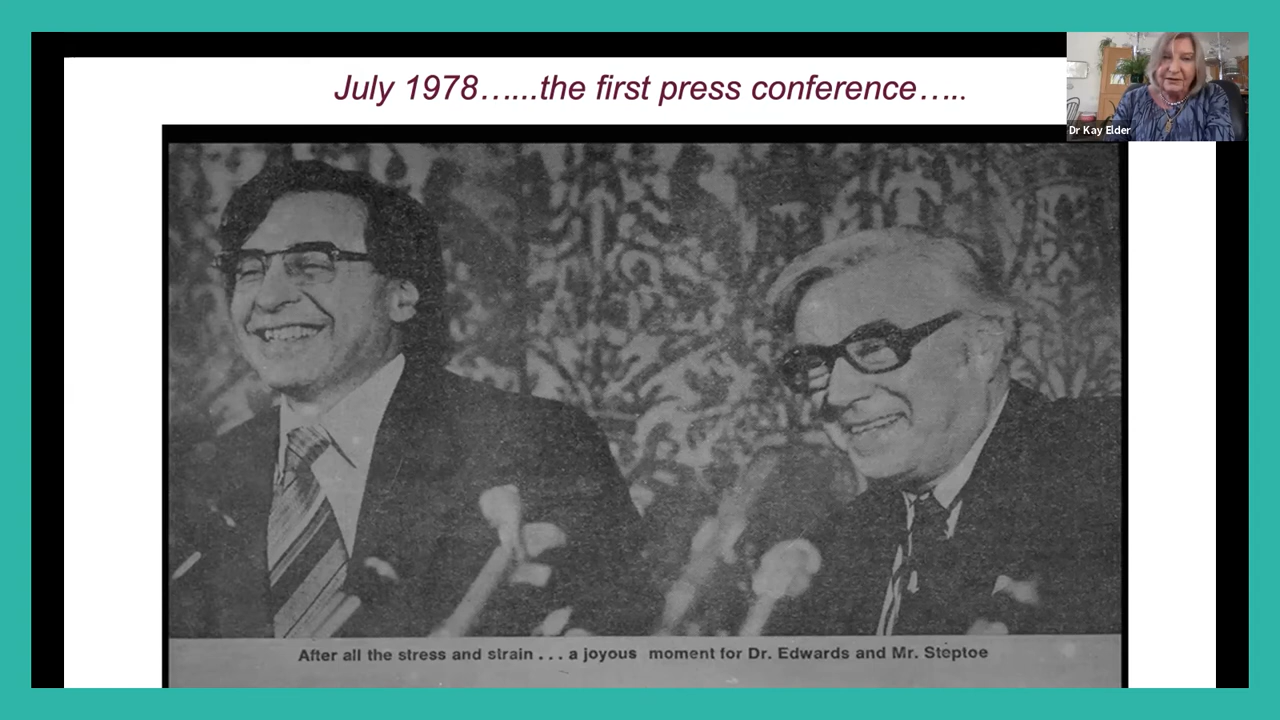 July 1978......the first press conference.....
Dr Kay Elder
After all the stress and strain . . . a joyous moment for Dr. Edwards and Mr. Steptoe